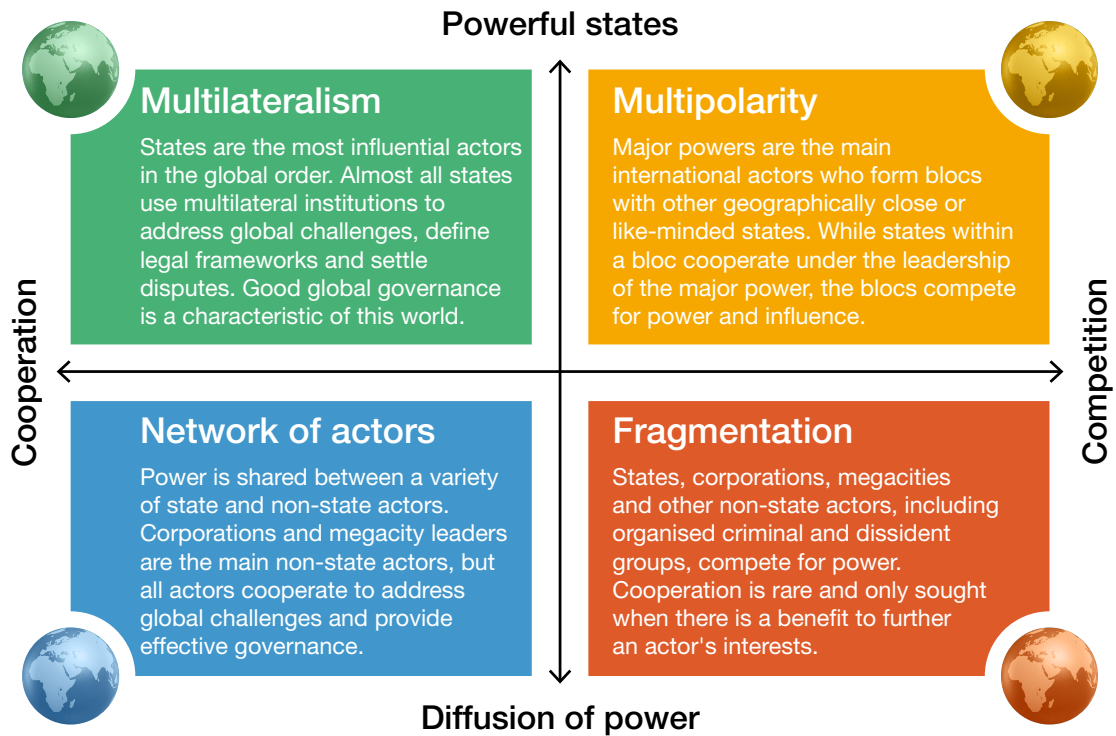 Powerful states
Multilateralism
States are the most influential actors
in the global order. Almost all states
use multilateral institutions to
address global challenges, define
legal frameworks and settle
disputes. Good global governance
is a characteristic of this world.
Multipolarity
Major powers are the main
international actors who form blocs
with other geographically close or
like-minded states. While states within
a bloc cooperate under the leadership
of the major power, the blocs compete
for power and influence.
Cooperation
Competition
Network of actors
Power is shared between a variety
of state and non-state actors.
Corporations and megacity leaders
are the main non-state actors, but
all actors cooperate to address
global challenges and provide
effective governance.
Fragmentation
States, corporations, megacities
and other non-state actors, including
organised criminal and dissident
groups, compete for power.
Cooperation is rare and only sought
when there is a benefit to further
an actor's interests.
Diffusion of power